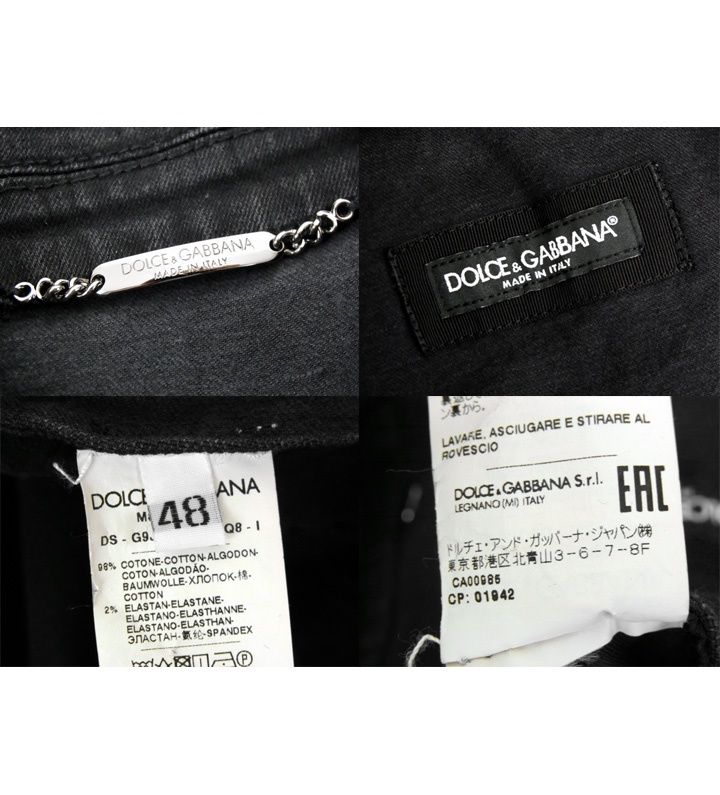 DOLCE & GABBANA
MADE IN ITALY
DOLCE & GABBANA®
MADE IN ITALY
DOLCE ANA
48
DS - G9 Q8 - I
98% COTONE-COTTON-ALGODON-
COTON-ALGODÃO-
BAUMWOLLE-ХЛОПОК-棉-
COTTON
2% ELASTAN-ELASTANE-
ELASTANO-ELASTHANNE-
ELASTANO-ELASTHAN-
ЭЛАСТАН-氨纶-SPANDEX
ン裏から。
LAVARE, ASCIUGARE E STIRARE AL
ROVESCIO
DOLCE & GABBANA S.r.l.
LEGNANO (MI) ITALY
EAC
ドルチェ・アンド・ガッバーナ・ジャパン(株)
東京都港区北青山3-6-7-8F
CA00985
CP: 01942